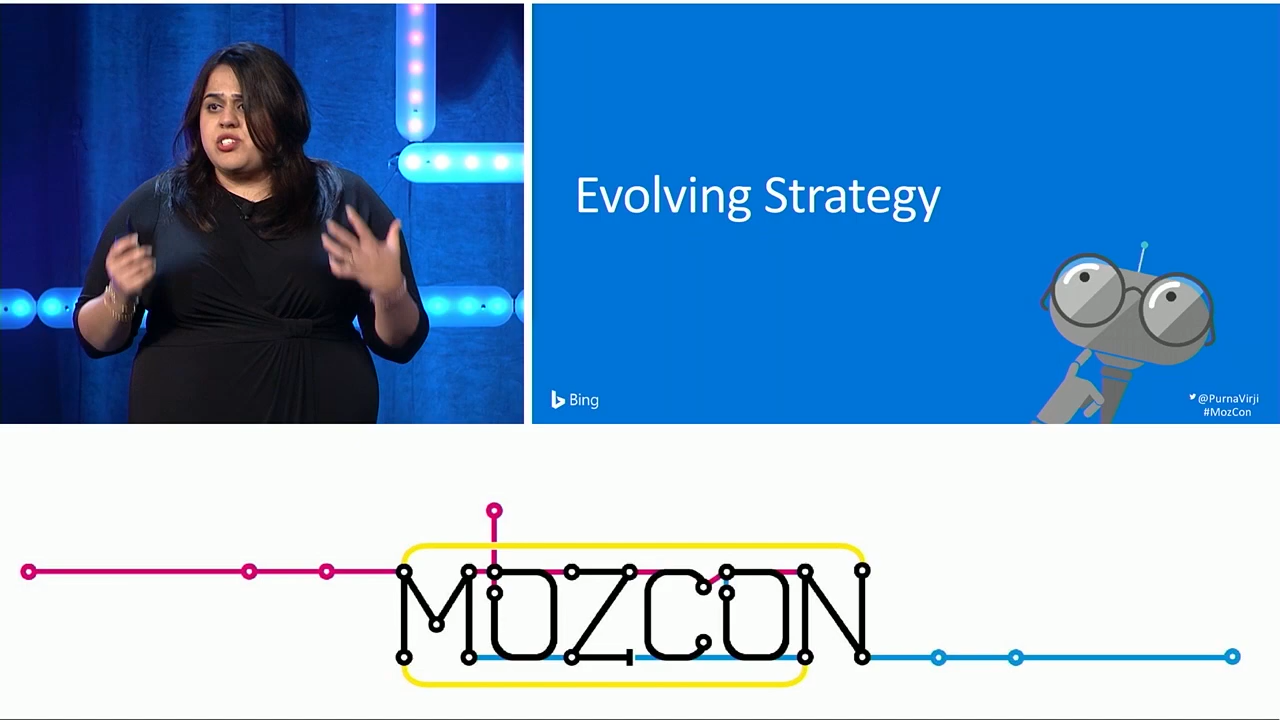 Evolving Strategy
Bing
@PurnaVirji
#MozCon
MOZCON